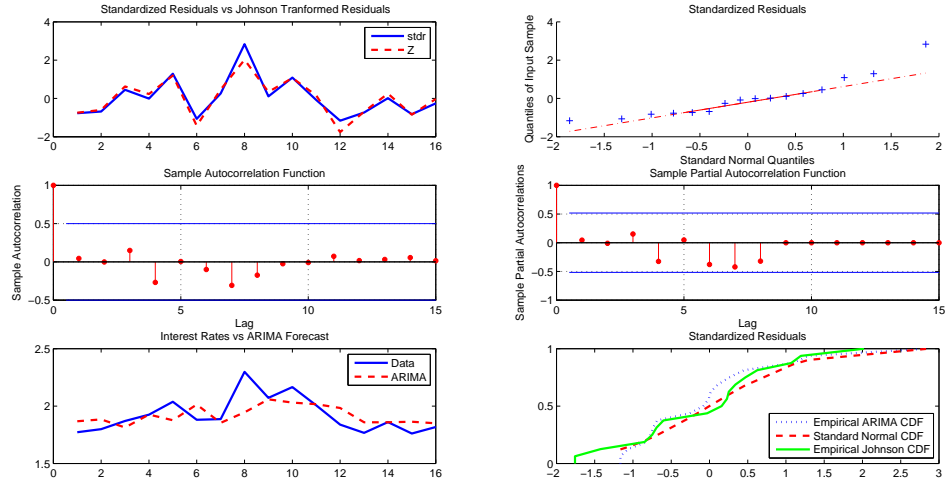 Standardized Residuals vs Johnson Tranformed Residuals
4
2
0
−2
0 2 4 6 8 10 12 14 16
stdr
Z
Standardized Residuals
Quantiles of Input Sample
4
2
0
−2
−2 −1.5 −1 −0.5 0 0.5 1 1.5 2
Standard Normal Quantiles
Sample Autocorrelation Function
Sample Autocorrelation
1
0.5
0
−0.5
0 5 10 15
Lag
Sample Partial Autocorrelation Function
Sample Partial Autocorrelations
1
0.5
0
−0.5
−1
0 5 10 15
Lag
Interest Rates vs ARIMA Forecast
2.5
2
1.5
0 2 4 6 8 10 12 14 16
Data
ARIMA
Standardized Residuals
1
0.5
0
−2 −1.5 −1 −0.5 0 0.5 1 1.5 2 2.5 3
Empirical ARIMA CDF
Standard Normal CDF
Empirical Johnson CDF